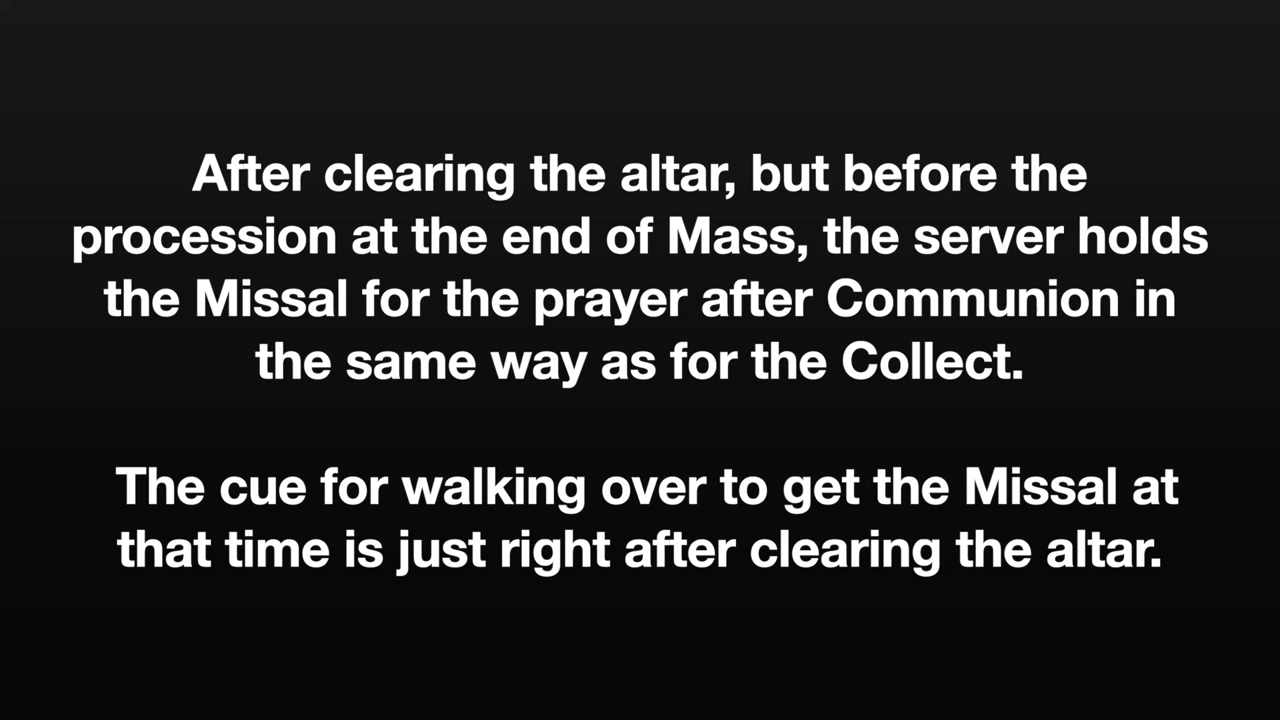 After clearing the altar, but before the
procession at the end of Mass, the server holds
the Missal for the prayer after Communion in
the same way as for the Collect.
The cue for walking over to get the Missal at
that time is just right after clearing the altar.